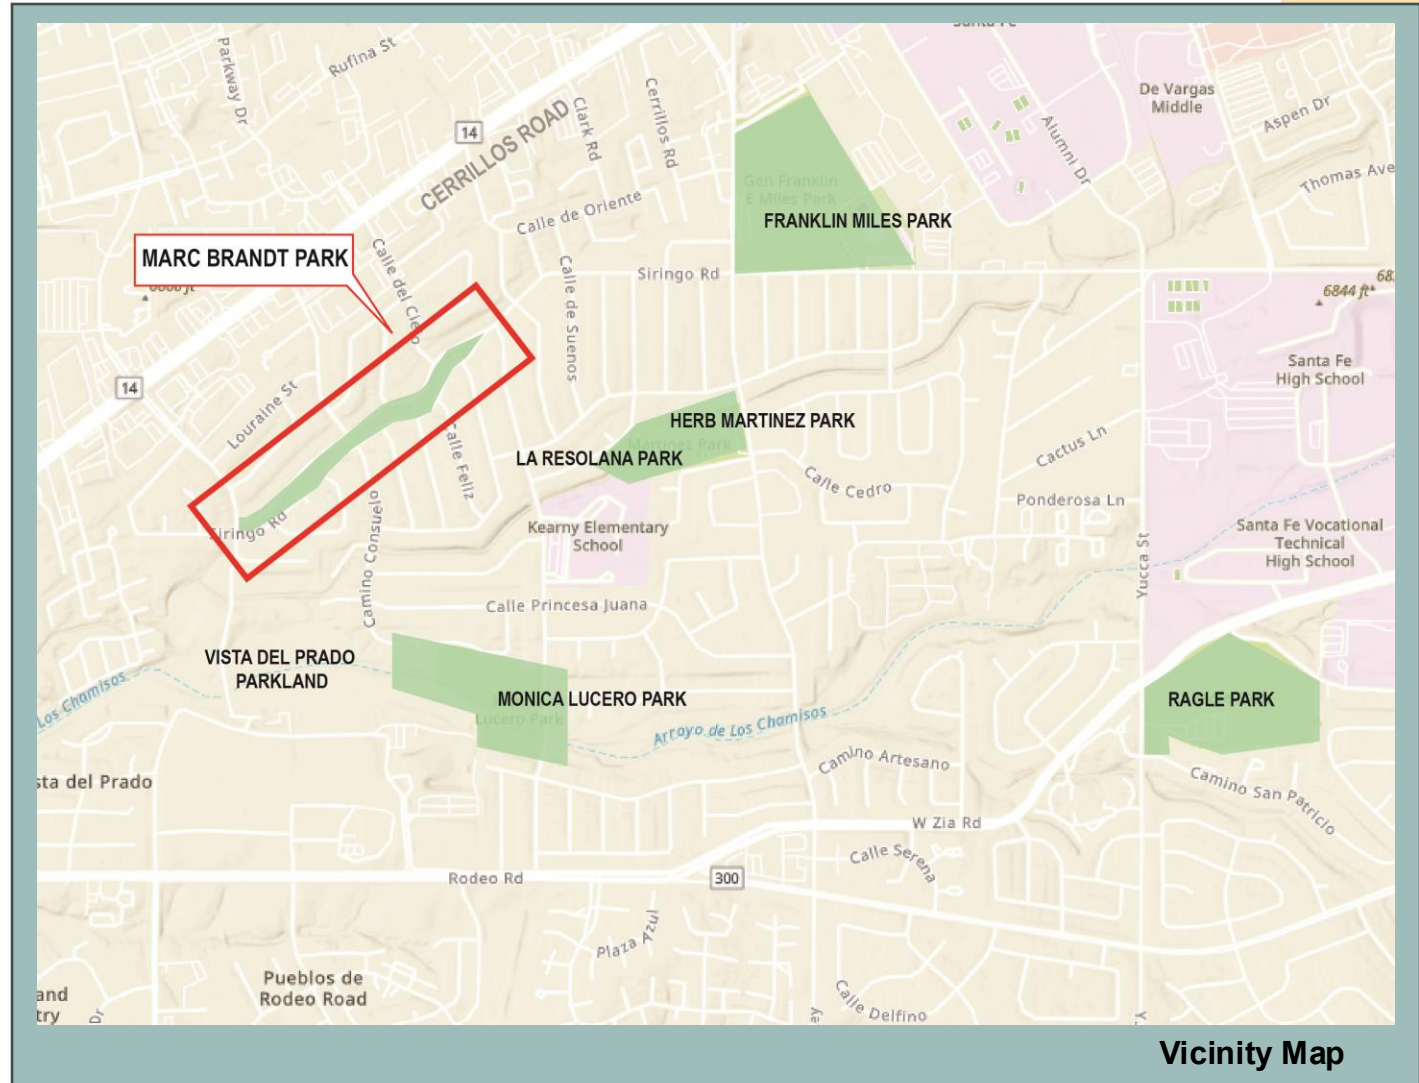 Santa Fe
Parkway Dr
Rufina St
14
CERRILLOS ROAD
Clark Rd
Cerrillos Rd
De Vargas
Middle
Aspen Dr
Alumni Dr
Thomas Ave
Gen Franklin
E Miles Park
FRANKLIN MILES PARK
Calle de Oriente
MARC BRANDT PARK
Calle del Cielo
Calle de Suenos
Siringo Rd
6844 ft
Santa Fe
High School
14
Louraine St
HERB MARTINEZ PARK
Martinez Park
LA RESOLANA PARK
Calle Feliz
Calle Cedro
Cactus Ln
Ponderosa Ln
Siringo Rd
Camino Consuelo
Kearny Elementary
School
Santa Fe Vocational
Technical
High School
Yucca St
Calle Princesa Juana
VISTA DEL PRADO
PARKLAND
MONICA LUCERO PARK
Lucero Park
RAGLE PARK
Los Chamisos
Arroyo de Los Chamisos
Camino Artesano
sta del Prado
Camino San Patricio
W Zia Rd
Calle Serena
Rodeo Rd
300
Plaza Azul
Pueblos de
Rodeo Road
Calle Delfino
and
try
Dr
ey
Vicinity Map